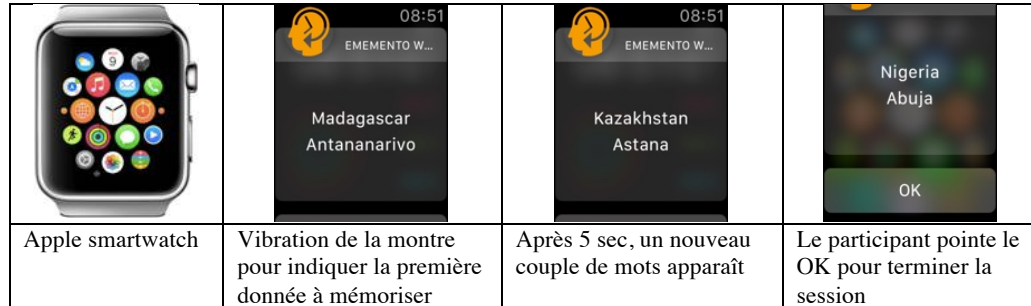 9
08:51
EMEMENTO W...
Madagascar
Antananarivo
08:51
EMEMENTO W...
Kazakhstan
Astana
Nigeria
Abuja
OK
Apple smartwatch
Vibration de la montre
pour indiquer la première
donnée à mémoriser
Après 5 sec, un nouveau
couple de mots apparaît
Le participant pointe le
OK pour terminer la
session